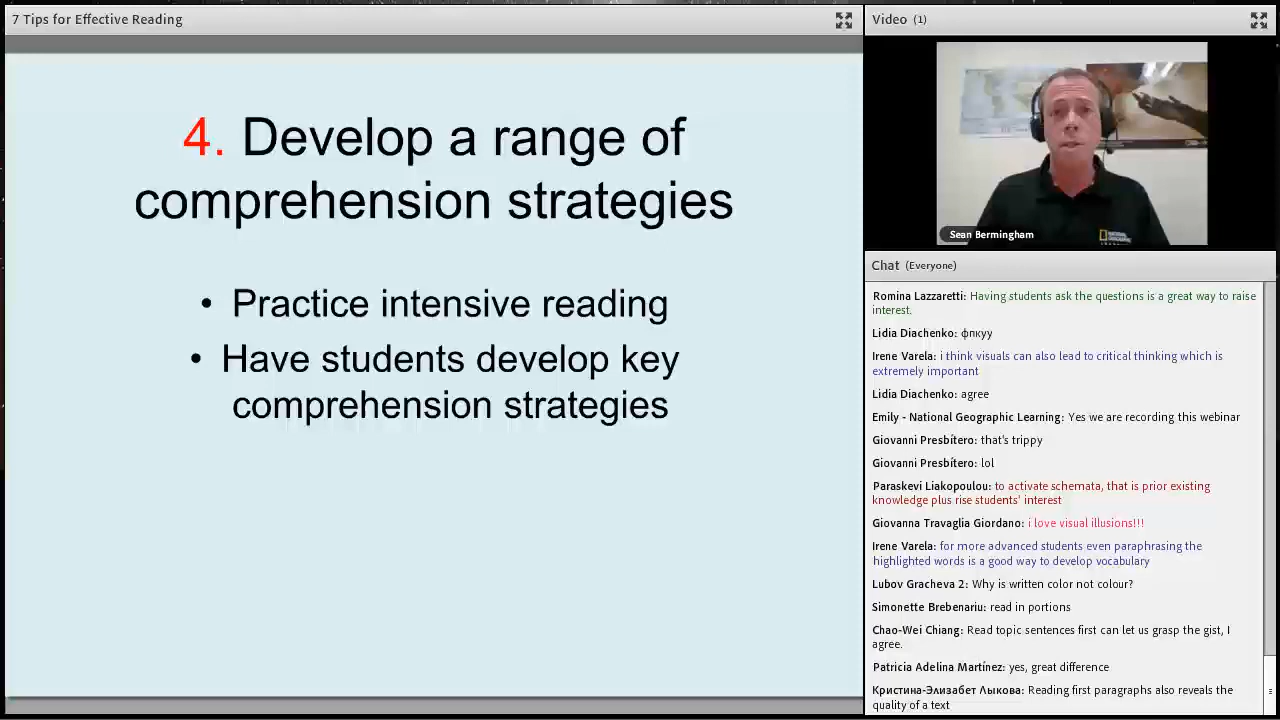 7 Tips for Effective Reading
4. Develop a range of
comprehension strategies
• Practice intensive reading
• Have students develop key
comprehension strategies
Video (1)
NATIONAL
GEOGRAPHIC
Sean Bermingham
Chat (Everyone)
Romina Lazzaretti: Having students ask the questions is a great way to raise
interest.
Lidia Diachenko: фпкуу
Irene Varela: i think visuals can also lead to critical thinking which is
extremely important
Lidia Diachenko: agree
Emily - National Geographic Learning: Yes we are recording this webinar
Giovanni Presbítero: that's trippy
Giovanni Presbítero: lol
Paraskevi Liakopoulou: to activate schemata, that is prior existing
knowledge plus rise students' interest
Giovanna Travaglia Giordano: i love visual illusions!!!
Irene Varela: for more advanced students even paraphrasing the
highlighted words is a good way to develop vocabulary
Lubov Gracheva 2: Why is written color not colour?
Simonette Brebenariu: read in portions
Chao-Wei Chiang: Read topic sentences first can let us grasp the gist, I
agree.
Patricia Adelina Martínez: yes, great difference
Кристина-Элизабет Лыкова: Reading first paragraphs also reveals the
quality of a text